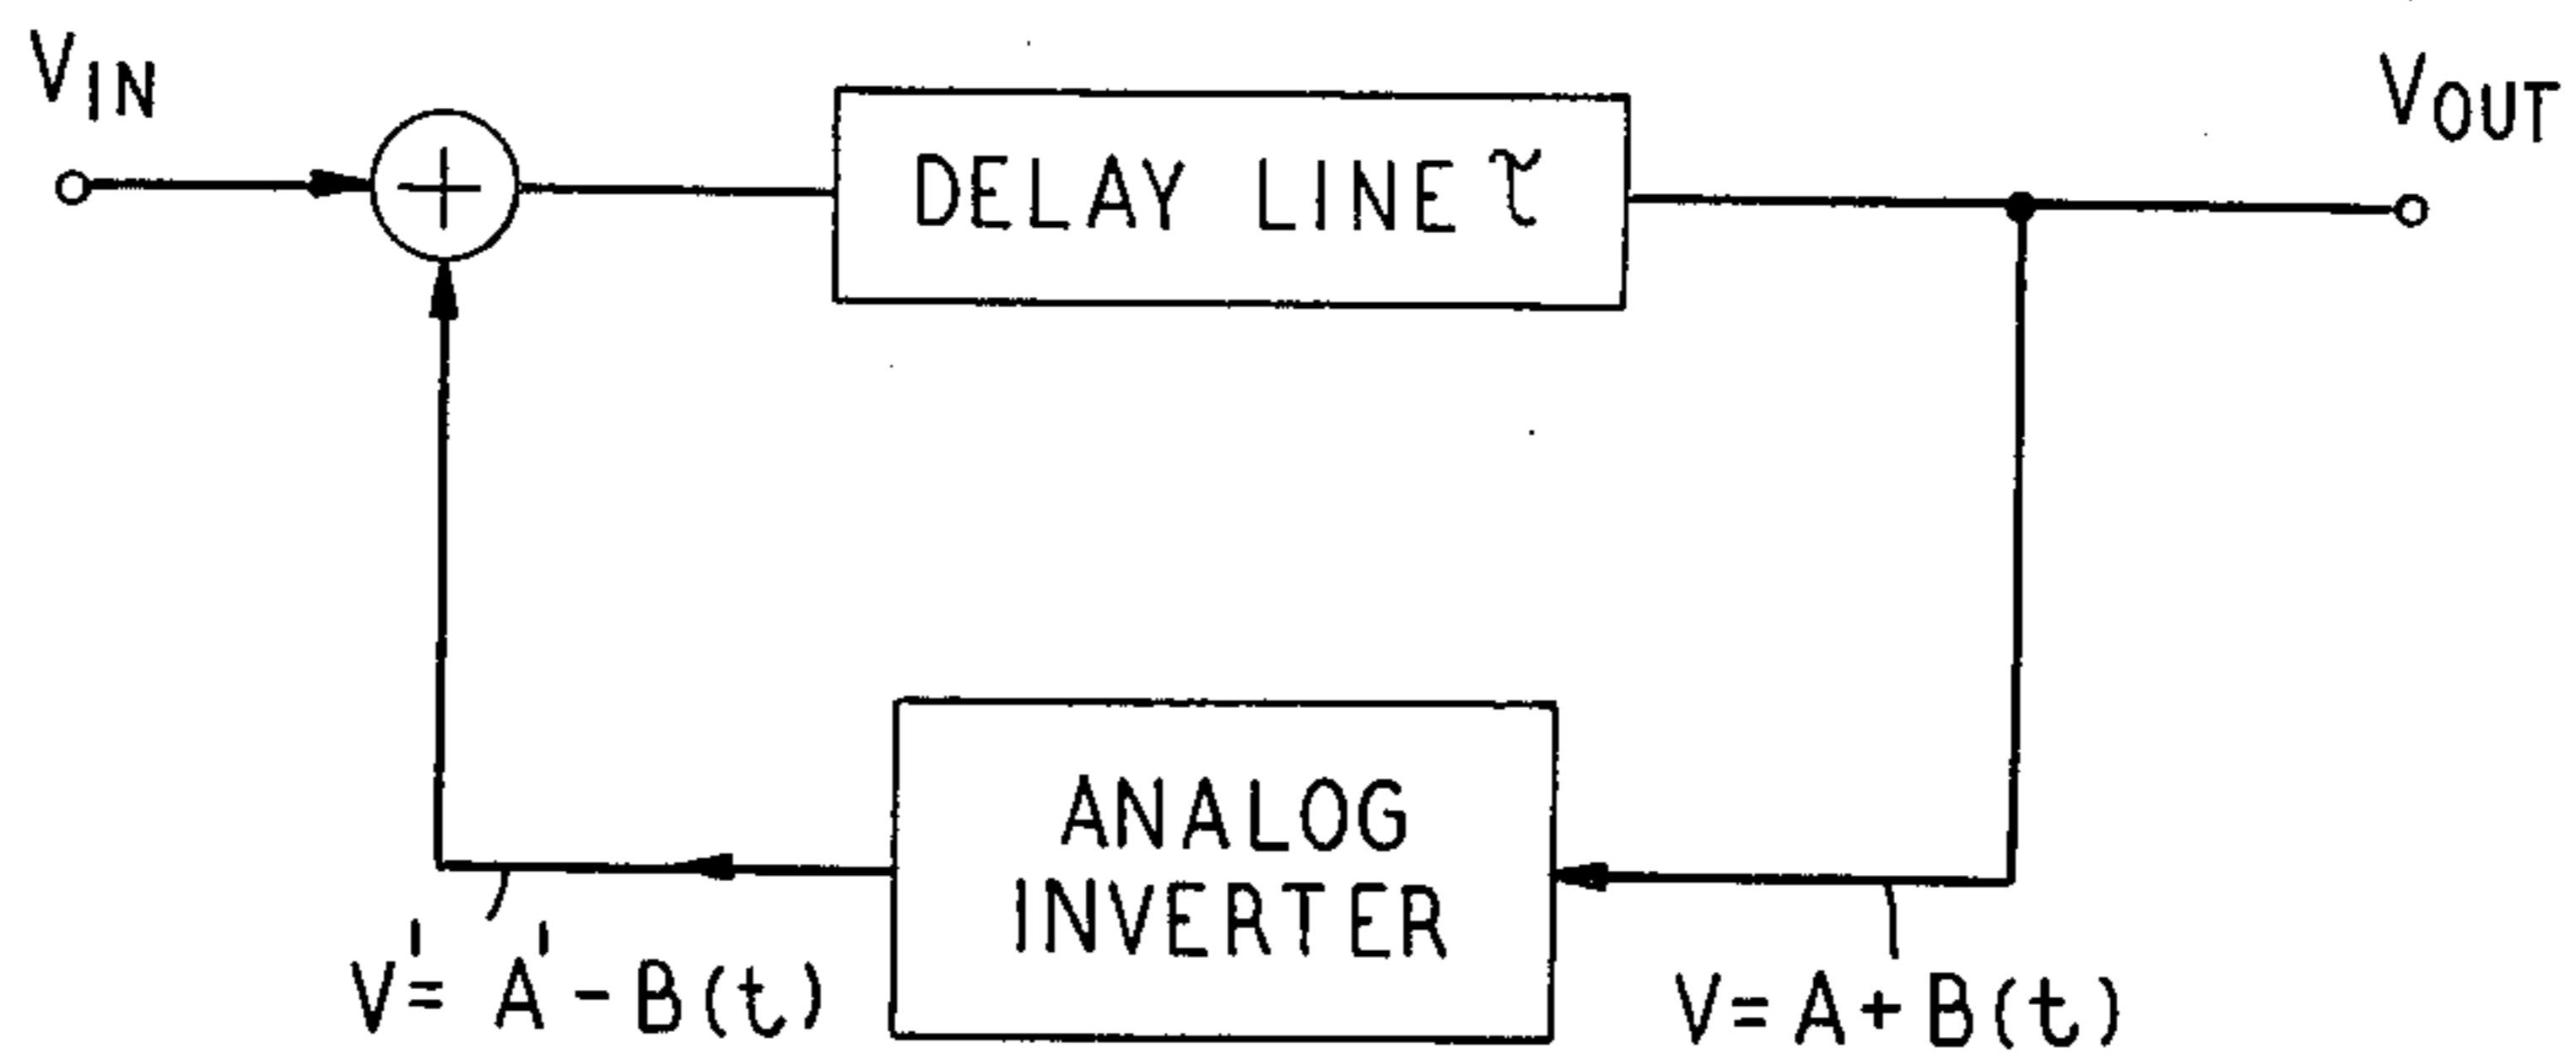 VIN
DELAY LINE τ
VOUT
+
ANALOG
INVERTER
V'= A' - B(t)
V= A + B(t)